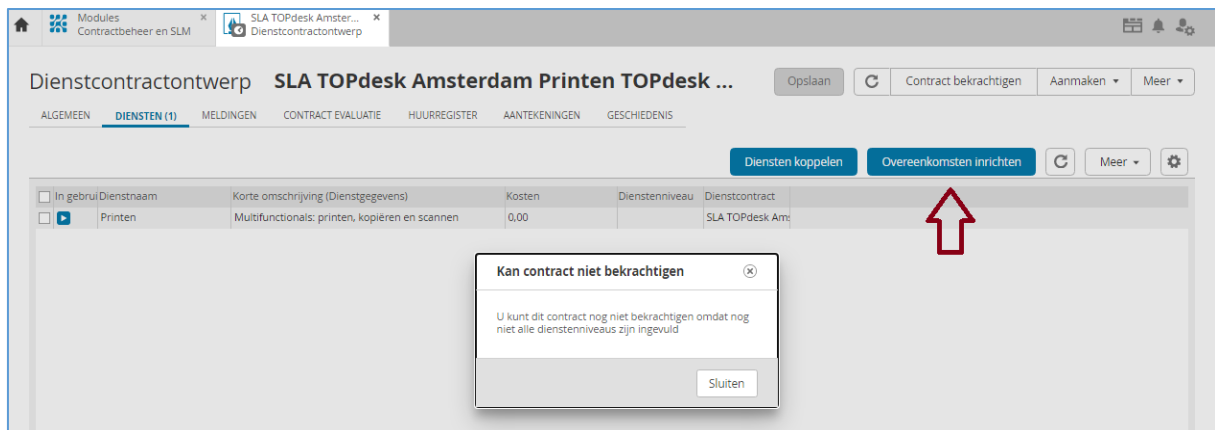 Modules
Contractbeheer en SLM
SLA TOPdesk Amster...
Dienstcontractontwerp
Dienstcontractontwerp SLA TOPdesk Amsterdam Printen TOPdesk ...
Opslaan
Contract bekrachtigen
Aanmaken
Meer
ALGEMEEN DIENSTEN (1) MELDINGEN CONTRACT EVALUATIE HUURREGISTER AANTEKENINGEN GESCHIEDENIS
Diensten koppelen
Overeenkomsten inrichten
Meer
In gebrui Dienstnaam Korte omschrijving (Dienstgegevens) Kosten Dienstenniveau Dienstcontract
Printen Multifunctionals: printen, kopiëren en scannen 0,00 SLA TOPdesk Ams
Kan contract niet bekrachtigen
U kunt dit contract nog niet bekrachtigen omdat nog
niet alle dienstenniveaus zijn ingevuld
Sluiten